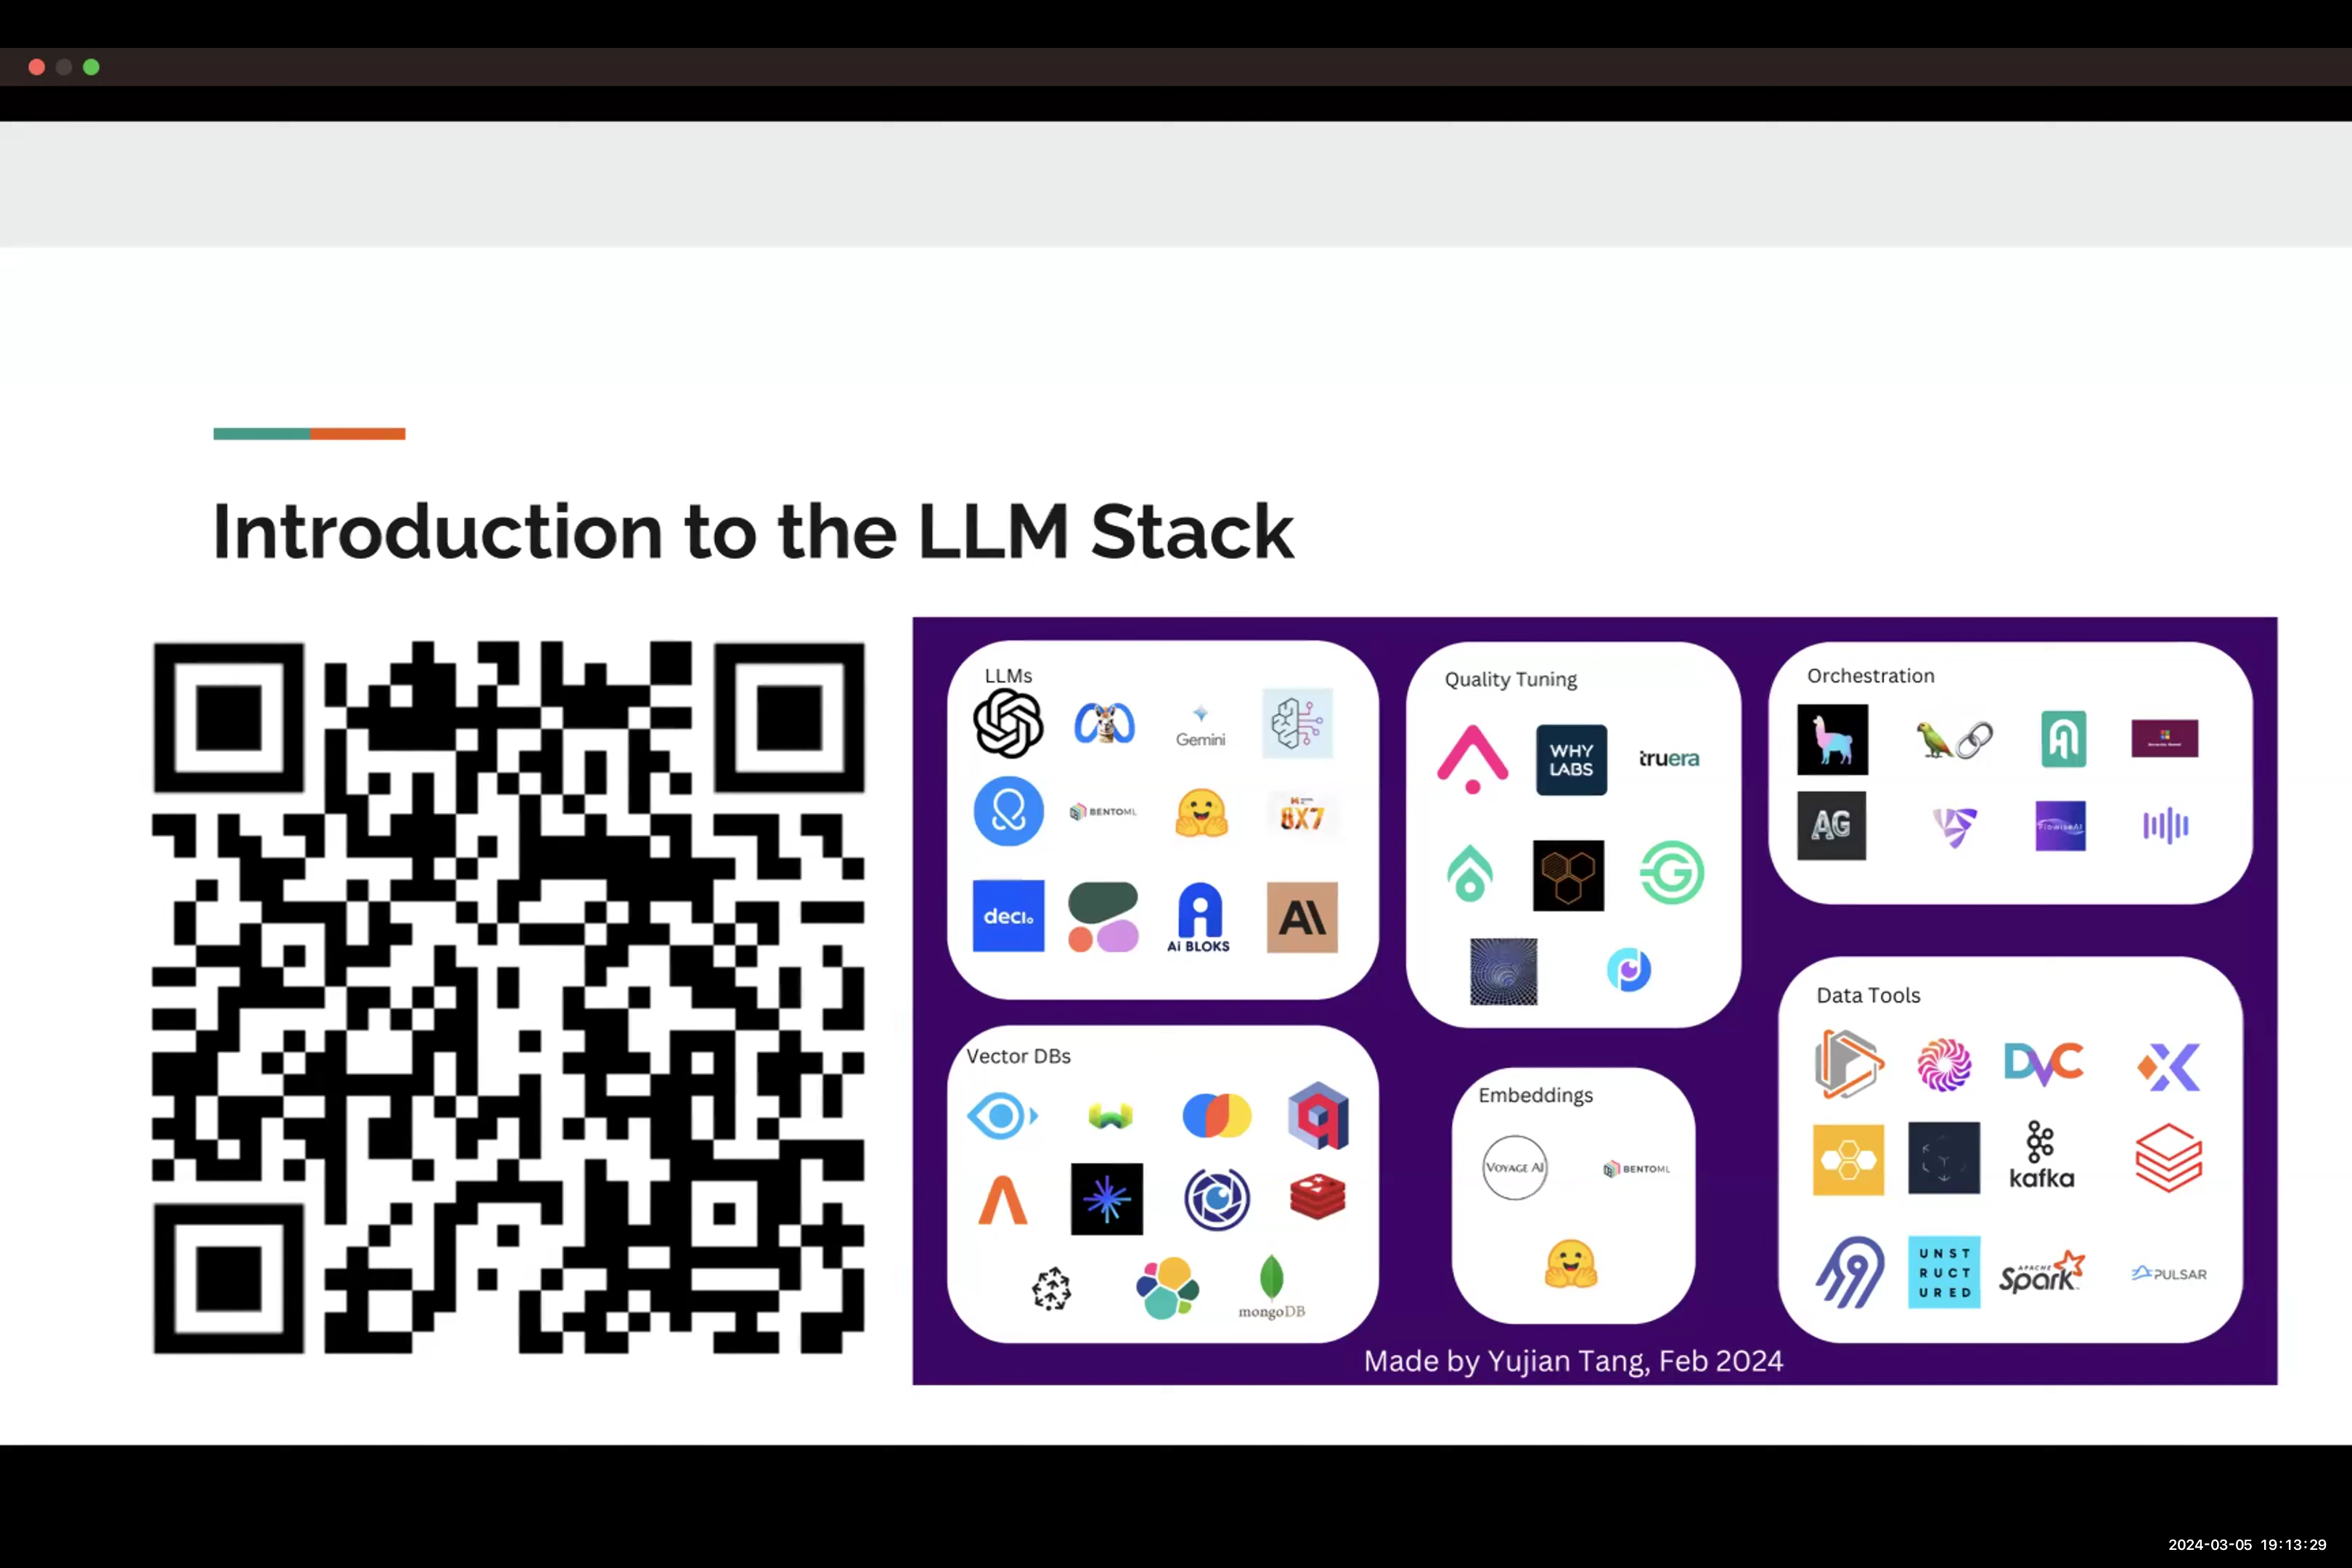 Introduction to the LLM Stack
LLMs
Gemini
BENTOML
8X7
deci.
Ai BLOKS
A\
Quality Tuning
WHY
LABS
truera
Orchestration
AG
FlowiseAI
Vector DBs
mongoDB
Embeddings
VOYAGE AI
BENTOML
Data Tools
DVC
kafka
UNST
RUCT
URED
APACHE
Spark
PULSAR
Made by Yujian Tang, Feb 2024
2024-03-05 19:13:29